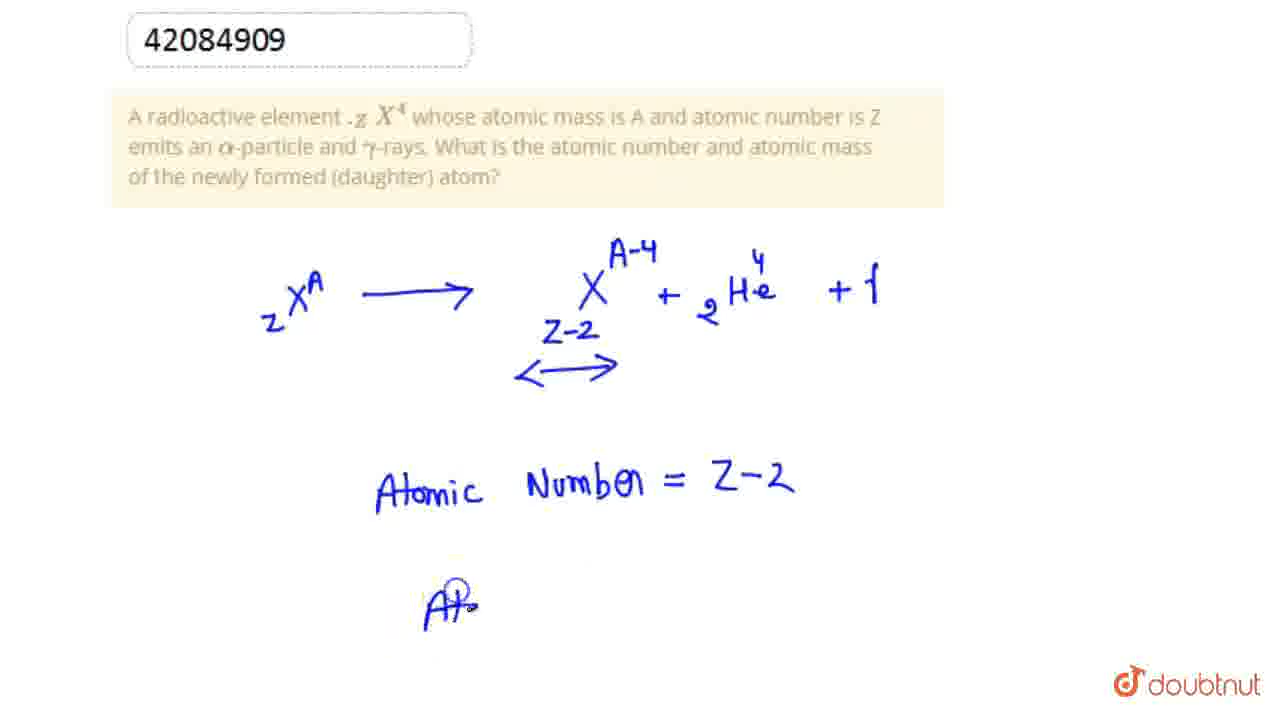 42084909
A radioactive element .z X^A whose atomic mass is A and atomic number is Z
emits an α-particle and γ-rays. What is the atomic number and atomic mass
of the newly formed (daughter) atom?
zX^A ⟶ Z-2X^A-4 + 2He^4 +
Atomic Number = Z-2
At
doubtnut